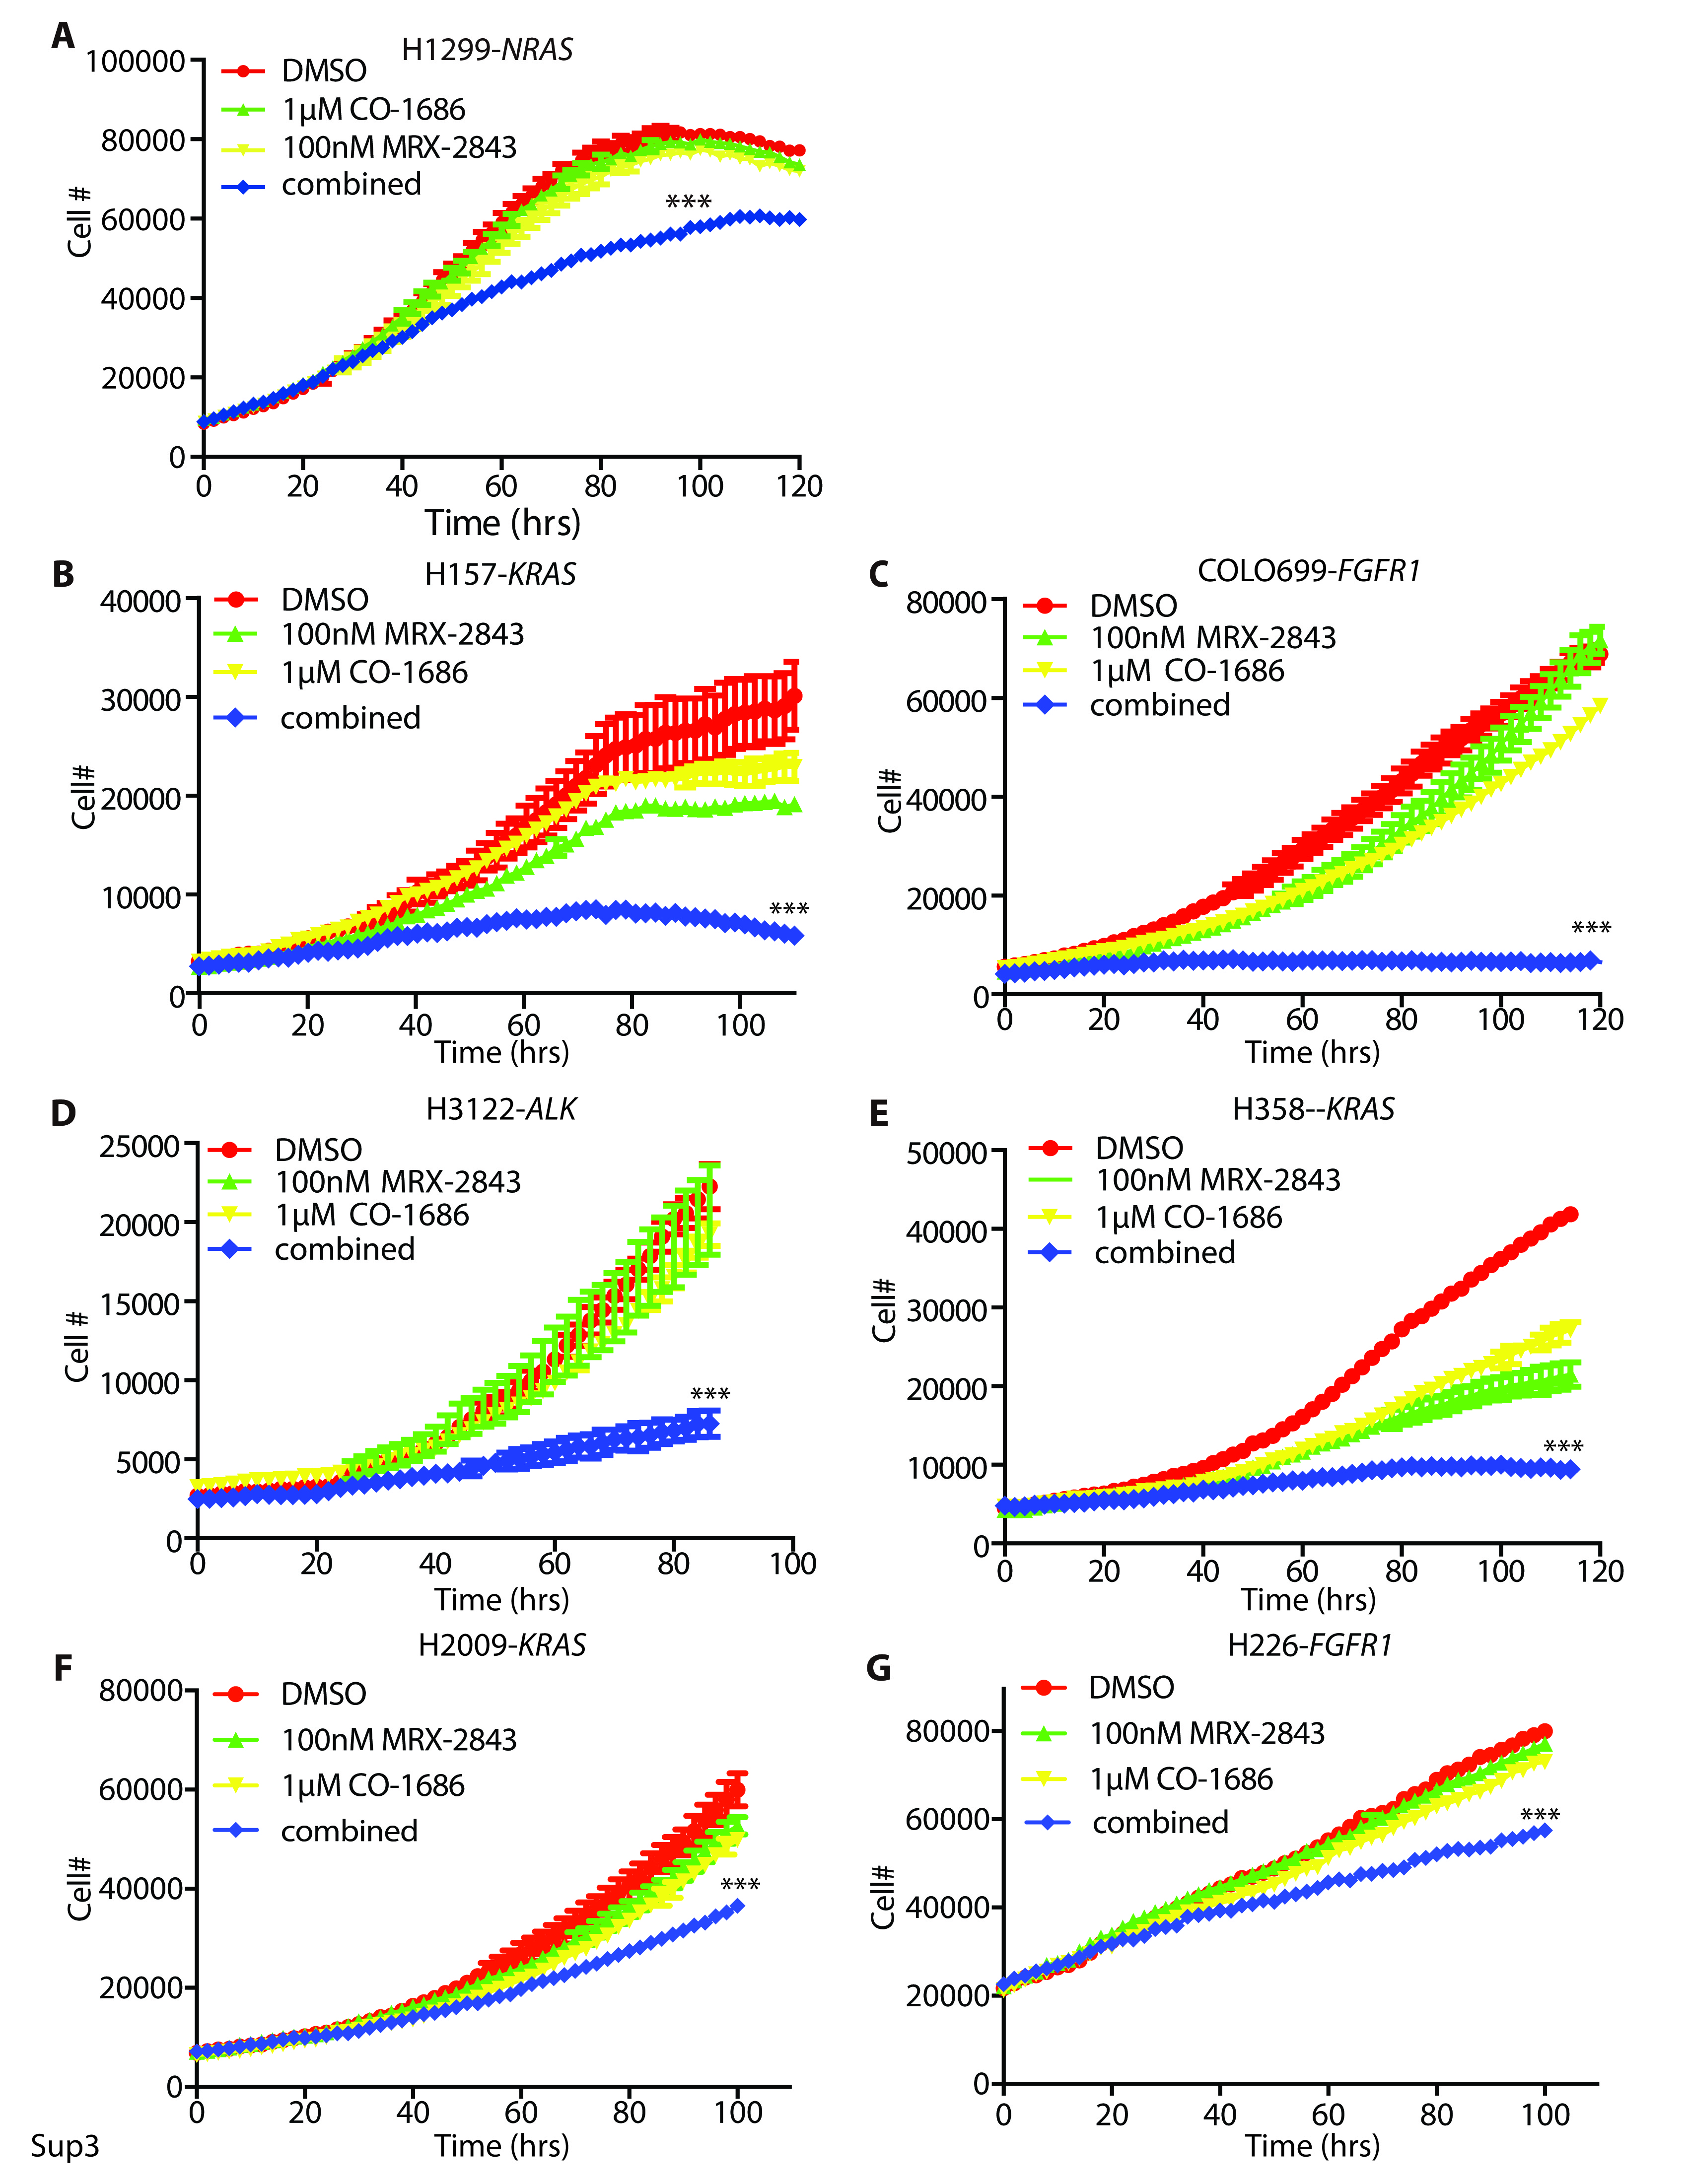 A
H1299-NRAS
100000
80000
60000
40000
20000
0
Cell #
DMSO
1µM CO-1686
100nM MRX-2843
combined
***
0 20 40 60 80 100 120
Time (hrs)
B
H157-KRAS
40000
30000
20000
10000
0
Cell#
DMSO
100nM MRX-2843
1µM CO-1686
combined
***
0 20 40 60 80 100
Time (hrs)
C
COLO699-FGFR1
80000
60000
40000
20000
0
Cell#
DMSO
100nM MRX-2843
1µM CO-1686
combined
***
0 20 40 60 80 100 120
Time (hrs)
D
H3122-ALK
25000
20000
15000
10000
5000
0
Cell #
DMSO
100nM MRX-2843
1µM CO-1686
combined
***
0 20 40 60 80 100
Time (hrs)
E
H358--KRAS
50000
40000
30000
20000
10000
0
Cell#
DMSO
100nM MRX-2843
1µM CO-1686
combined
***
0 20 40 60 80 100 120
Time (hrs)
F
H2009-KRAS
80000
60000
40000
20000
0
Cell#
DMSO
100nM MRX-2843
1µM CO-1686
combined
***
0 20 40 60 80 100
Time (hrs)
G
H226-FGFR1
80000
60000
40000
20000
0
Cell#
DMSO
100nM MRX-2843
1µM CO-1686
combined
***
0 20 40 60 80 100
Time (hrs)
Sup3